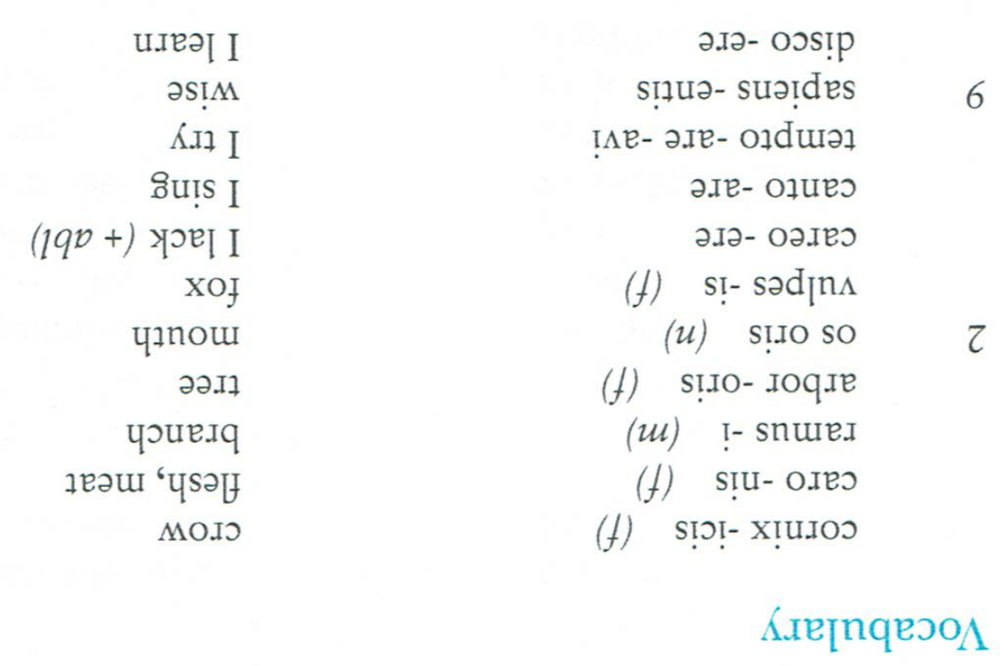 Vocabulary
cornix -icis (f) crow
caro -nis (f) flesh, meat
ramus -i (m) branch
arbor -oris (f) tree
2 os oris (n) mouth
vulpes -is (f) fox
careo -ere I lack (+ abl)
canto -are I sing
tempto -are -avi I try
9 sapiens -entis wise
disco -ere I learn